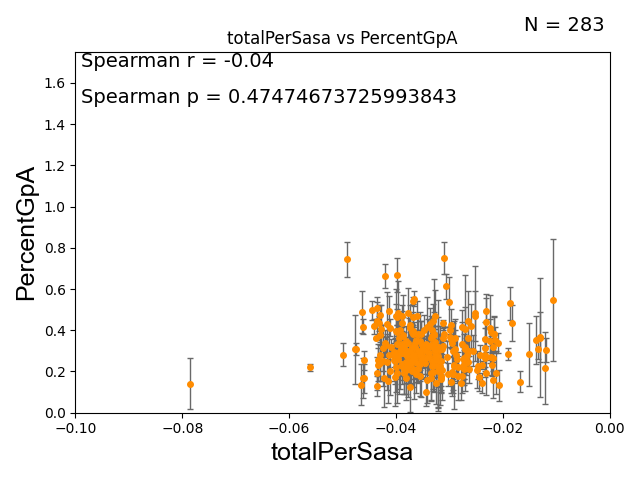 N = 283
totalPerSasa vs PercentGpA
Spearman r = -0.04
Spearman p = 0.47474673725993843
PercentGpA
1.6
1.4
1.2
1.0
0.8
0.6
0.4
0.2
0.0
−0.10 −0.08 −0.06 −0.04 −0.02 0.00
totalPerSasa